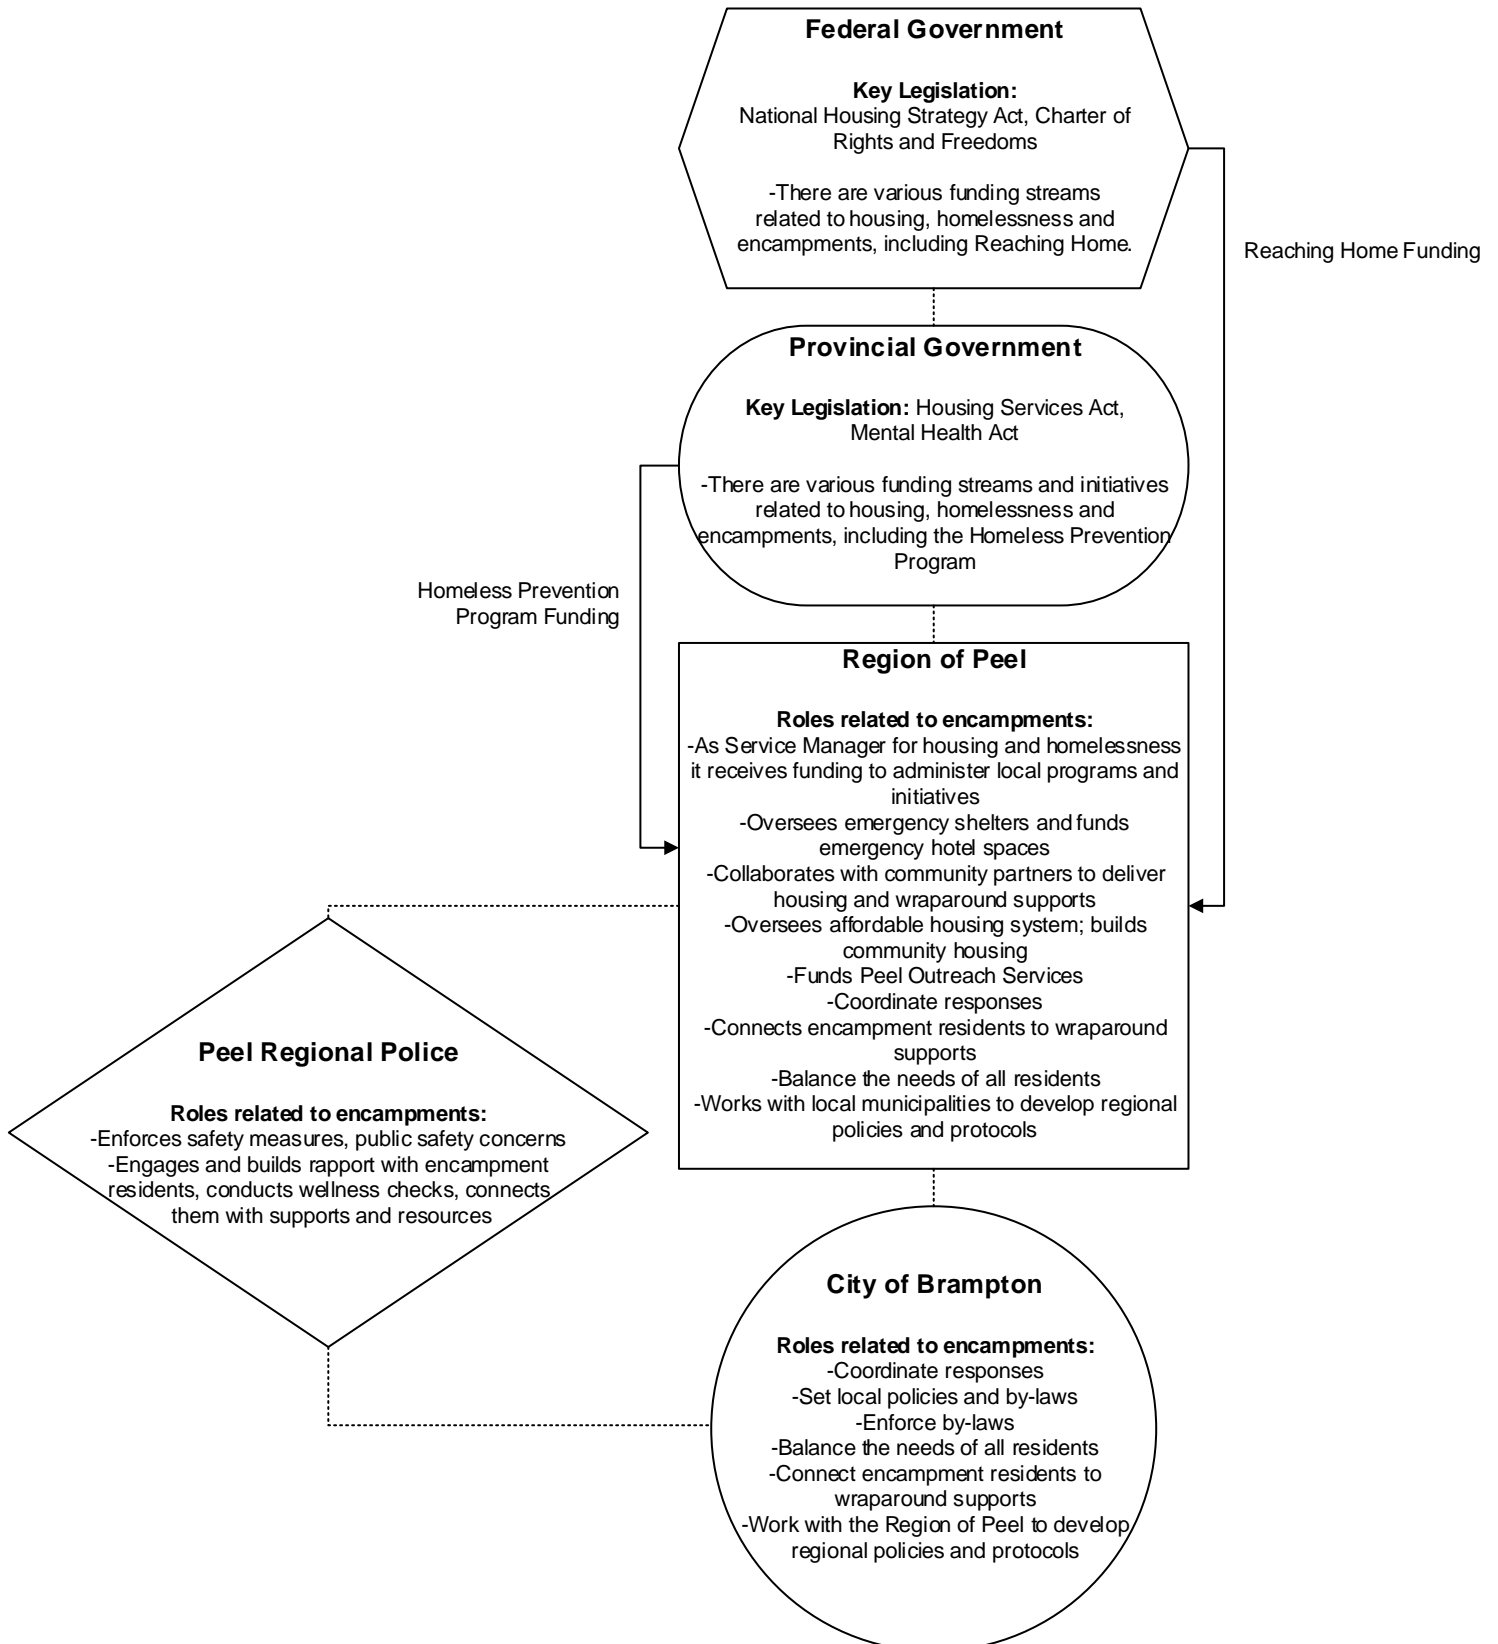 Federal Government
Key Legislation:
National Housing Strategy Act, Charter of
Rights and Freedoms
-There are various funding streams
related to housing, homelessness and
encampments, including Reaching Home.
Reaching Home Funding
Provincial Government
Key Legislation: Housing Services Act,
Mental Health Act
-There are various funding streams and initiatives
related to housing, homelessness and
encampments, including the Homeless Prevention
Program
Homeless Prevention
Program Funding
Region of Peel
Roles related to encampments:
-As Service Manager for housing and homelessness
it receives funding to administer local programs and
initiatives
-Oversees emergency shelters and funds
emergency hotel spaces
-Collaborates with community partners to deliver
housing and wraparound supports
-Oversees affordable housing system; builds
community housing
-Funds Peel Outreach Services
-Coordinate responses
-Connects encampment residents to wraparound
supports
-Balance the needs of all residents
-Works with local municipalities to develop regional
policies and protocols
Peel Regional Police
Roles related to encampments:
-Enforces safety measures, public safety concerns
-Engages and builds rapport with encampment
residents, conducts wellness checks, connects
them with supports and resources
City of Brampton
Roles related to encampments:
-Coordinate responses
-Set local policies and by-laws
-Enforce by-laws
-Balance the needs of all residents
-Connect encampment residents to
wraparound supports
-Work with the Region of Peel to develop
regional policies and protocols